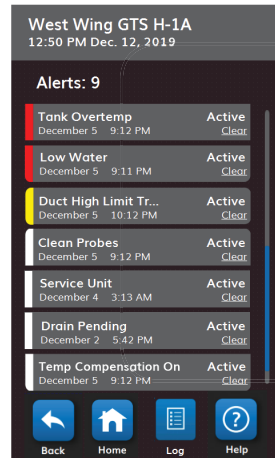 West Wing GTS H-1A
12:50 PM Dec. 12, 2019
Alerts: 9
Tank Overtemp Active
December 5 9:12 PM Clear
Low Water Active
December 5 9:11 PM Clear
Duct High Limit Tr... Active
December 5 10:12 PM Clear
Clean Probes Active
December 5 9:12 PM Clear
Service Unit Active
December 4 3:13 AM Clear
Drain Pending Active
December 2 5:42 PM Clear
Temp Compensation On Active
December 5 9:12 PM Clear
Back Home Log Help